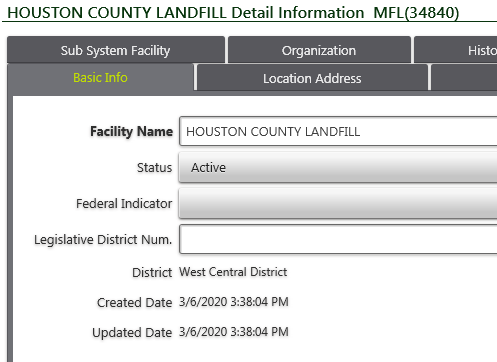 HOUSTON COUNTY LANDFILL Detail Information MFL(34840)
Sub System Facility Organization
Basic Info Location Address
Facility Name HOUSTON COUNTY LANDFILL
Status Active
Federal Indicator
Legislative District Num.
District West Central District
Created Date 3/6/2020 3:38:04 PM
Updated Date 3/6/2020 3:38:04 PM